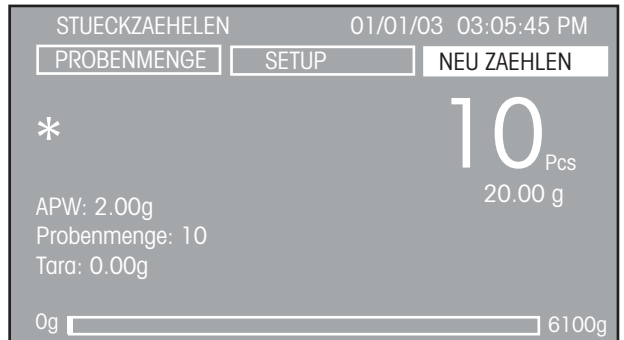 STUECKZAEHELEN 01/01/03 03:05:45 PM
PROBENMENGE SETUP NEU ZAEHLEN
* 10 Pcs
20.00 g
APW: 2.00g
Probenmenge: 10
Tara: 0.00g
0g 6100g